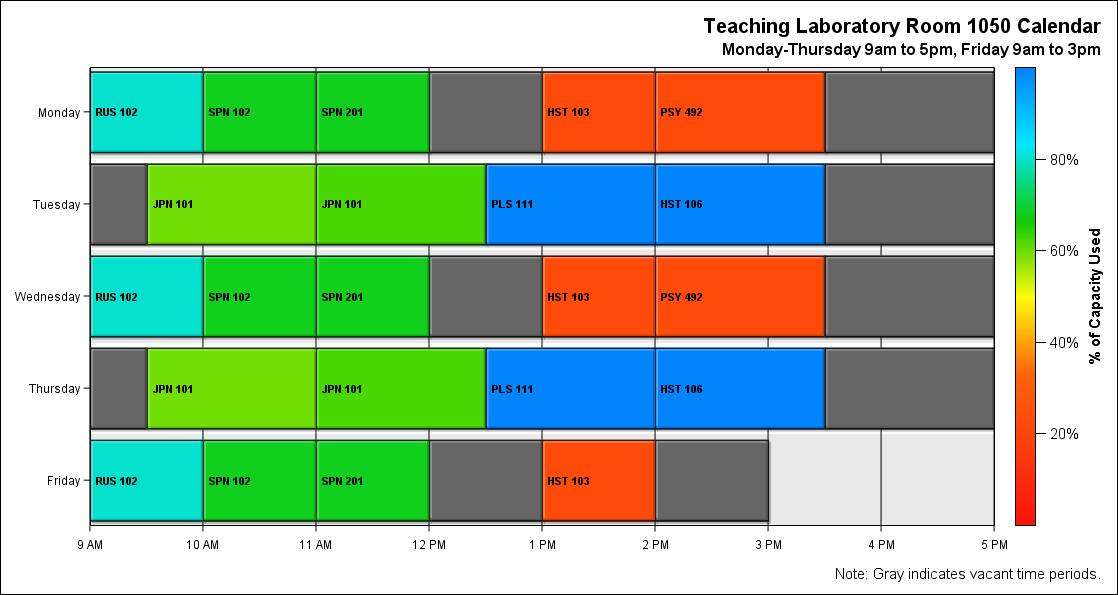 Teaching Laboratory Room 1050 Calendar
Monday-Thursday 9am to 5pm, Friday 9am to 3pm
Monday
RUS 102 SPN 102 SPN 201 HST 103 PSY 492
80%
Tuesday
JPN 101 JPN 101 PLS 111 HST 106
60%
Wednesday
RUS 102 SPN 102 SPN 201 HST 103 PSY 492
40%
% of Capacity Used
Thursday
JPN 101 JPN 101 PLS 111 HST 106
20%
Friday
RUS 102 SPN 102 SPN 201 HST 103
9 AM 10 AM 11 AM 12 PM 1 PM 2 PM 3 PM 4 PM 5 PM
Note: Gray indicates vacant time periods.